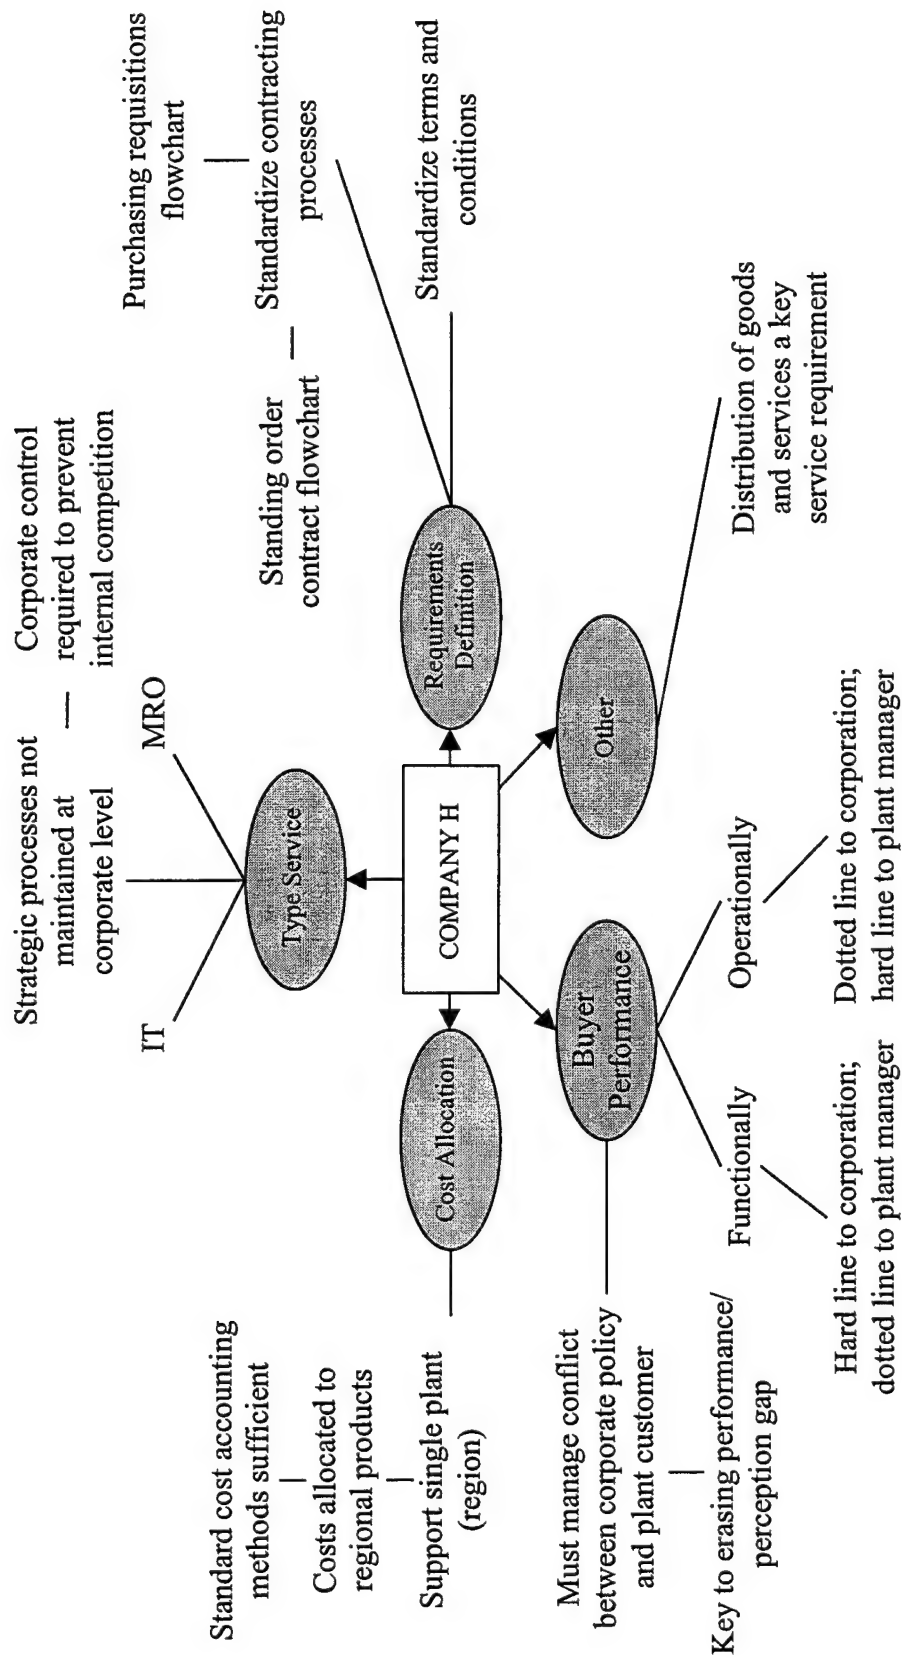 Strategic processes not
maintained at
corporate level
Corporate control
required to prevent
internal competition
IT
MRO
Purchasing requisitions
flowchart
Standardize contracting
processes
Standing order
contract flowchart
Standardize terms and
conditions
Type Service
Requirements
Definition
COMPANY H
Cost Allocation
Standard cost accounting
methods sufficient
Costs allocated to
regional products
Support single plant
(region)
Buyer
Performance
Other
Must manage conflict
between corporate policy
and plant customer
Key to erasing performance/
perception gap
Functionally
Hard line to corporation;
dotted line to plant manager
Operationally
Dotted line to corporation;
hard line to plant manager
Distribution of goods
and services a key
service requirement